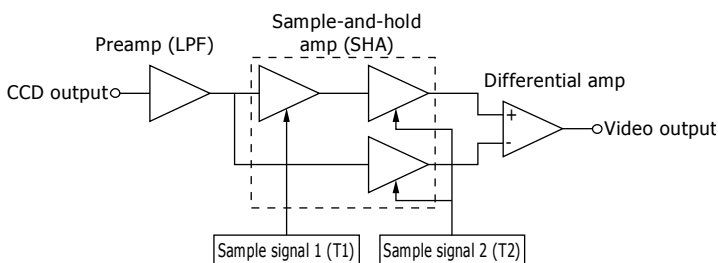 Sample-and-hold
amp (SHA)
Preamp (LPF)
Differential amp
CCD output
+
-
Video output
Sample signal 1 (T1)
Sample signal 2 (T2)